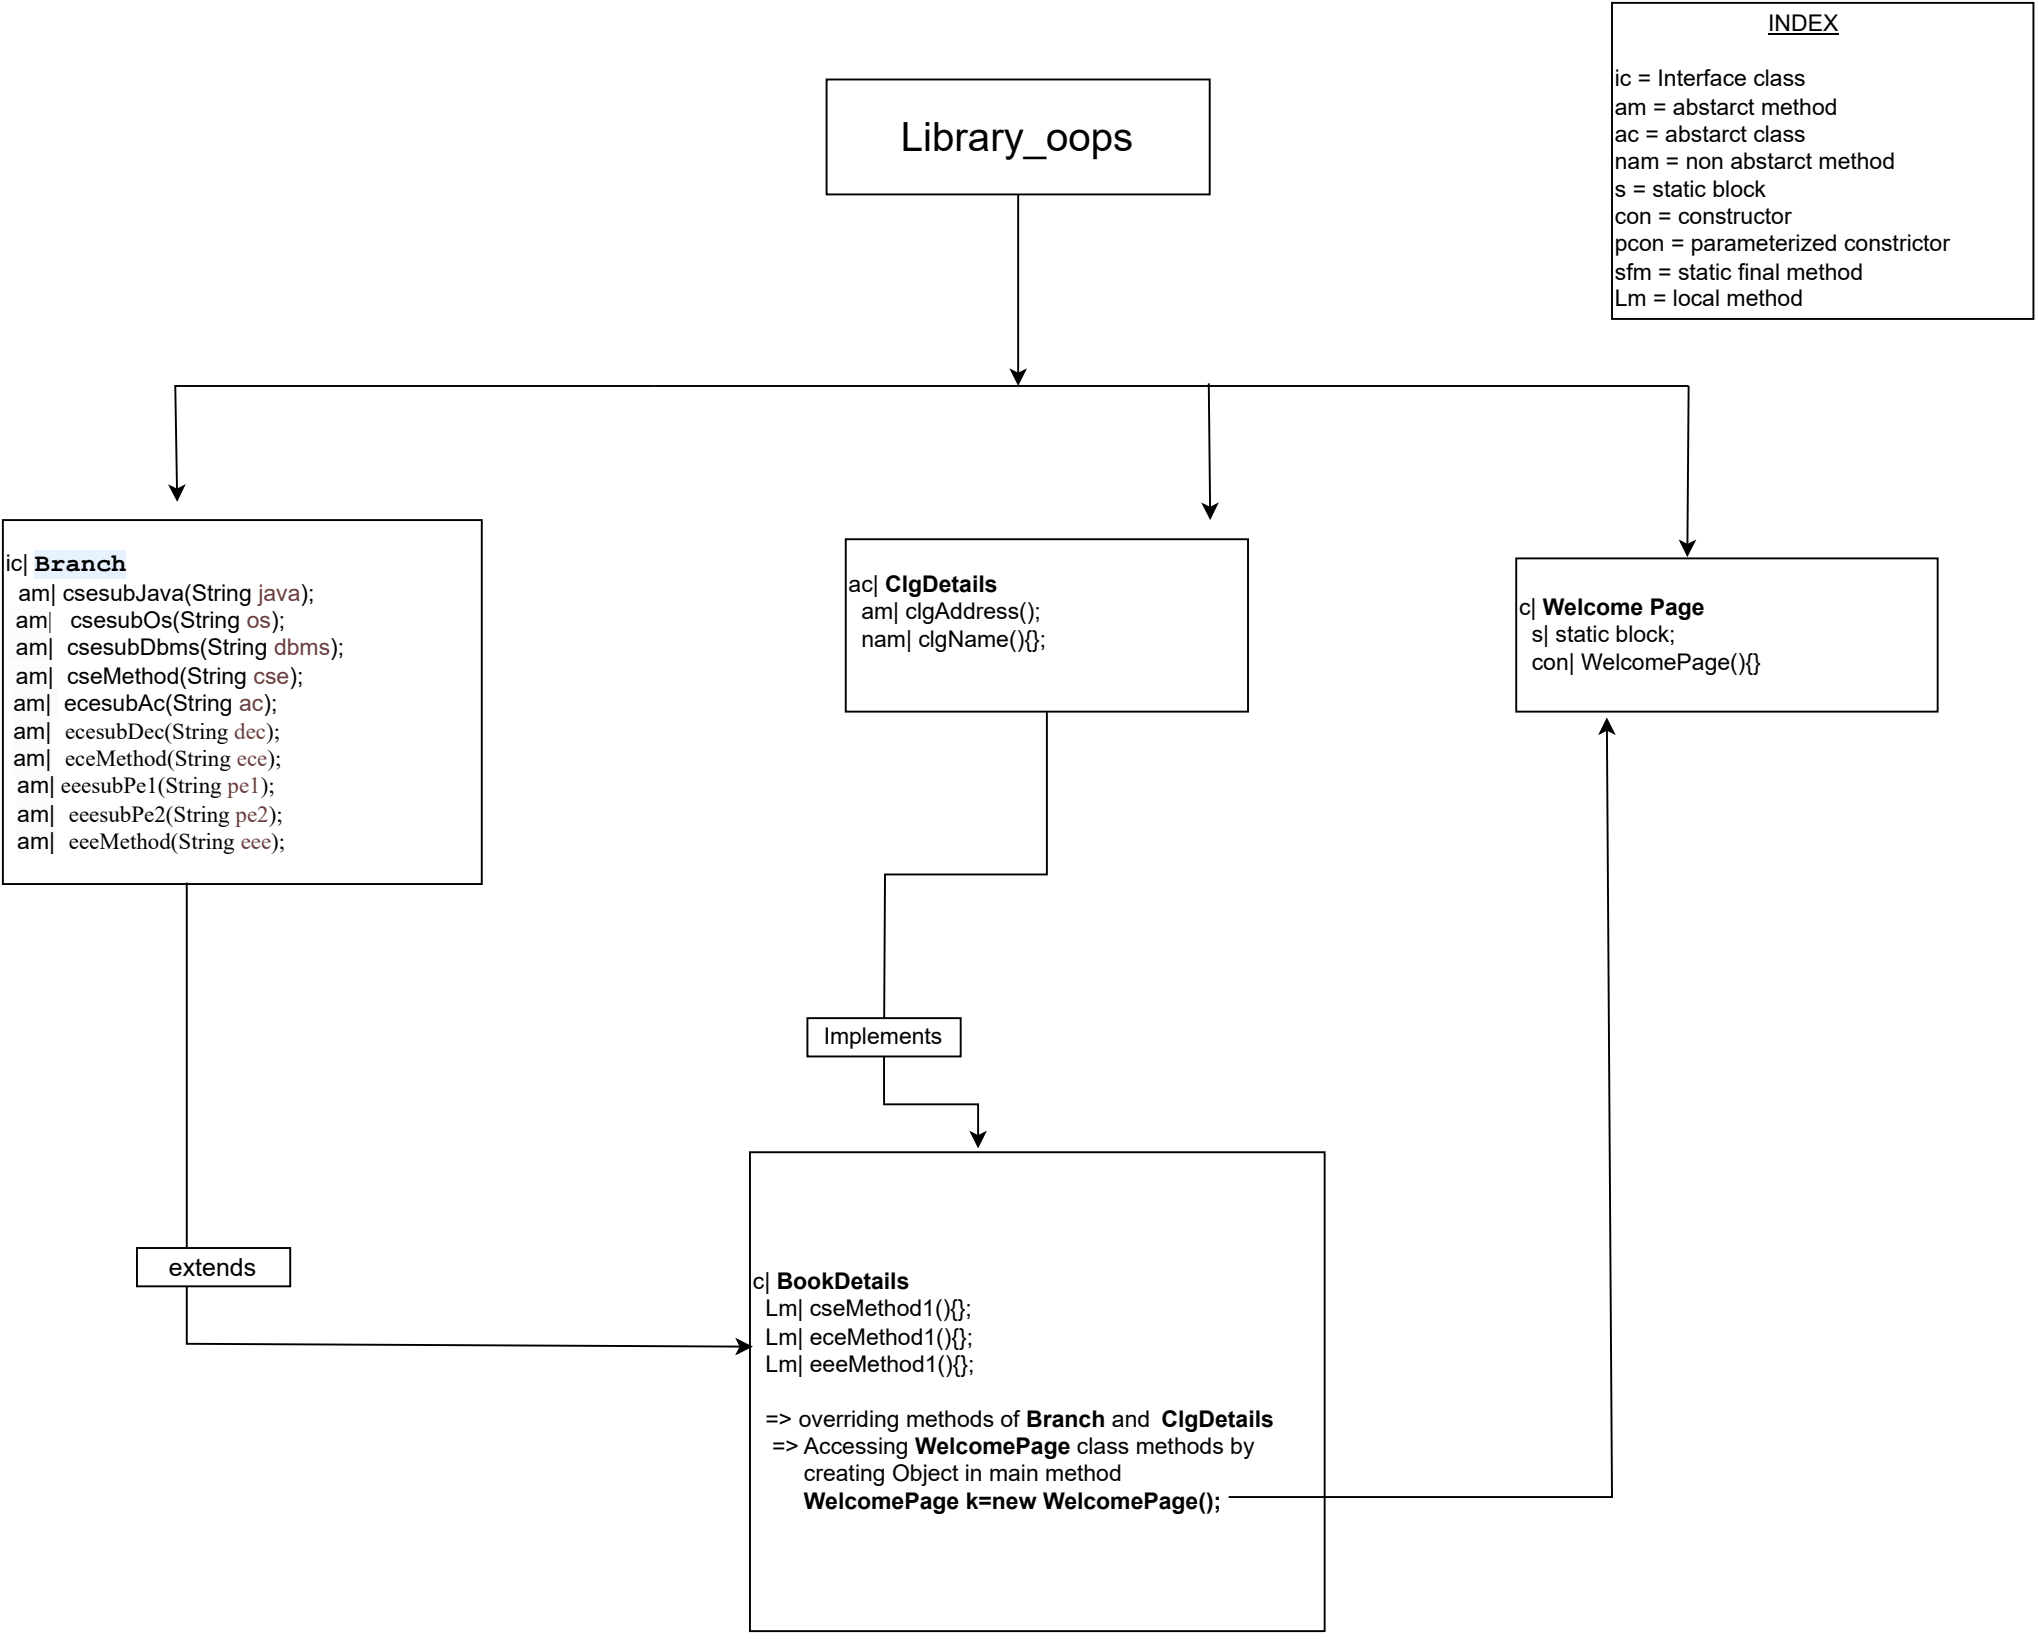 INDEX
ic = Interface class
am = abstarct method
ac = abstarct class
nam = non abstarct method
s = static block
con = constructor
pcon = parameterized constrictor
sfm = static final method
Lm = local method
Library_oops
ic| Branch
am| csesubJava(String java);
am| csesubOs(String os);
am| csesubDbms(String dbms);
am| cseMethod(String cse);
am| ecesubAc(String ac);
am| ecesubDec(String dec);
am| eceMethod(String ece);
am| eeesubPe1(String pe1);
am| eeesubPe2(String pe2);
am| eeeMethod(String eee);
ac| ClgDetails
am| clgAddress();
nam| clgName(){};
c| Welcome Page
s| static block;
con| WelcomePage(){}
Implements
extends
c| BookDetails
Lm| cseMethod1(){};
Lm| eceMethod1(){};
Lm| eeeMethod1(){};
=> overriding methods of Branch and ClgDetails
=> Accessing WelcomePage class methods by
creating Object in main method
WelcomePage k=new WelcomePage();